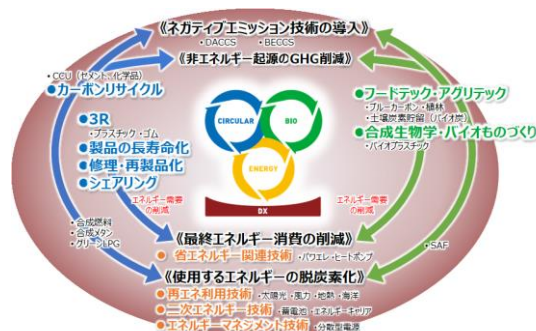 《ネガティブエミッション技術の導入》
・DACCS ・BECCS
《非エネルギー起源のGHG削減》
・CCU（セメント、化学品）
●カーボンリサイクル
●フードテック・アグリテック
・ブルーカーボン・植林
・土壌炭素貯留（バイオ炭）
●合成生物学・バイオものづくり
・バイオプラスチック
●3R
・プラスチック・ゴム
●製品の長寿命化
●修理・再製品化
●シェアリング
CIRCULAR
BIO
ENERGY
DX
エネルギー需要
の削減
エネルギー需要
の削減
・合成燃料
・合成メタン
・グリーンLPG
・SAF
《最終エネルギー消費の削減》
●省エネルギー関連技術 ・パワエレ・ヒートポンプ
《使用するエネルギーの脱炭素化》
●再エネ利用技術 ・太陽光・風力・地熱・海洋
●二次エネルギー技術 ・蓄電池・エネルギーキャリア
●エネルギーマネジメント技術 ・分散型電源